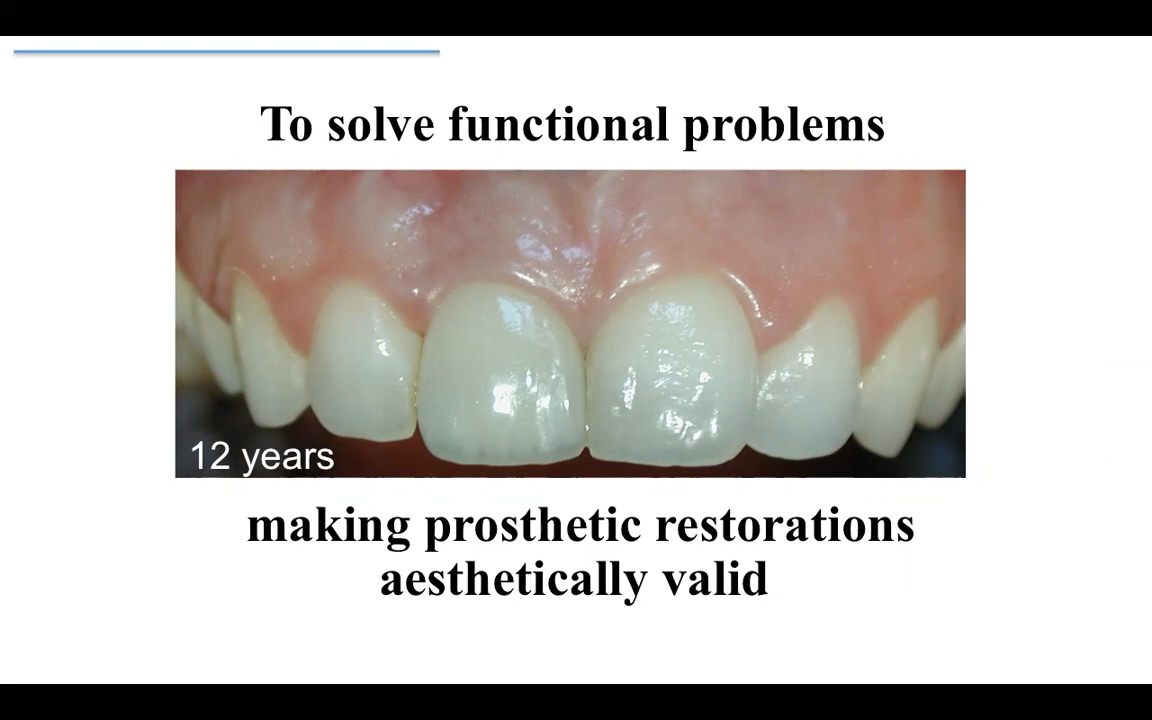 To solve functional problems
12 years
making prosthetic restorations
aesthetically valid